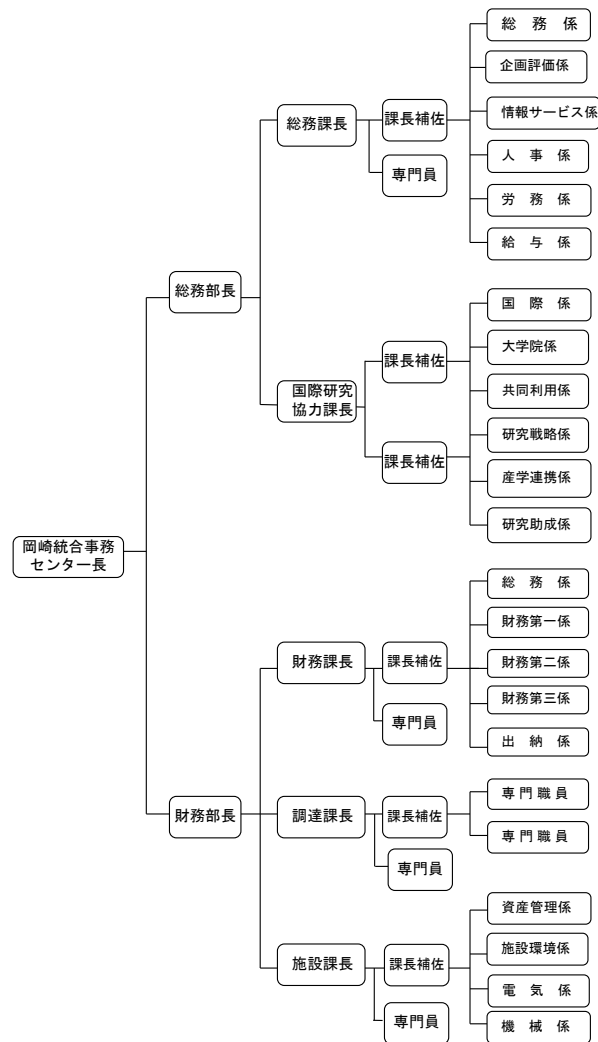 岡崎統合事務
センター長
総務部長
総務課長
課長補佐
専門員
総 務 係
企画評価係
情報サービス係
人 事 係
労 務 係
給 与 係
国際研究
協力課長
課長補佐
課長補佐
国 際 係
大学院係
共同利用係
研究戦略係
産学連携係
研究助成係
財務部長
財務課長
課長補佐
専門員
総 務 係
財務第一係
財務第二係
財務第三係
出 納 係
調達課長
課長補佐
専門員
専 門 職 員
専 門 職 員
施設課長
課長補佐
専門員
資産管理係
施設環境係
電 気 係
機 械 係